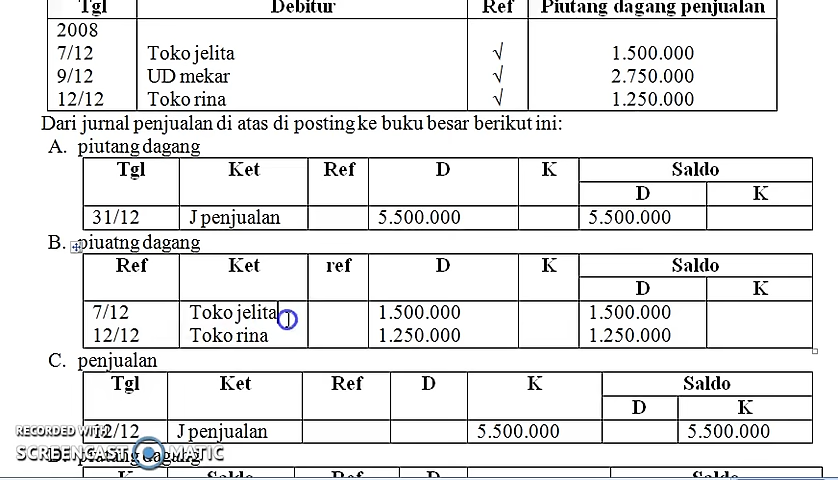 Tgl Debitur Ref Piutang dagang penjualan
2008
7/12 Toko jelita √ 1.500.000
9/12 UD mekar √ 2.750.000
12/12 Toko rina √ 1.250.000
Dari jurnal penjualan di atas di posting ke buku besar berikut ini:
A. piutang dagang
Tgl Ket Ref D K Saldo
D K
31/12 J penjualan 5.500.000 5.500.000
B. piuatng dagang
Ref Ket ref D K Saldo
D K
7/12 Toko jelita 1.500.000 1.500.000
12/12 Toko rina 1.250.000 1.250.000
C. penjualan
Tgl Ket Ref D K Saldo
D K
12/12 J penjualan 5.500.000 5.500.000
RECORDED WITH
SCREENCAST-O-MATIC
D. piutang dagang
K Saldo Ref D Saldo